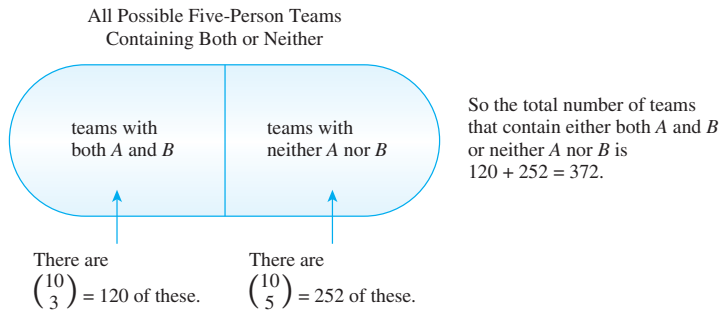 All Possible Five-Person Teams
Containing Both or Neither
teams with
both A and B
teams with
neither A nor B
So the total number of teams
that contain either both A and B
or neither A nor B is
120 + 252 = 372.
There are
(10 3) = 120 of these.
There are
(10 5) = 252 of these.